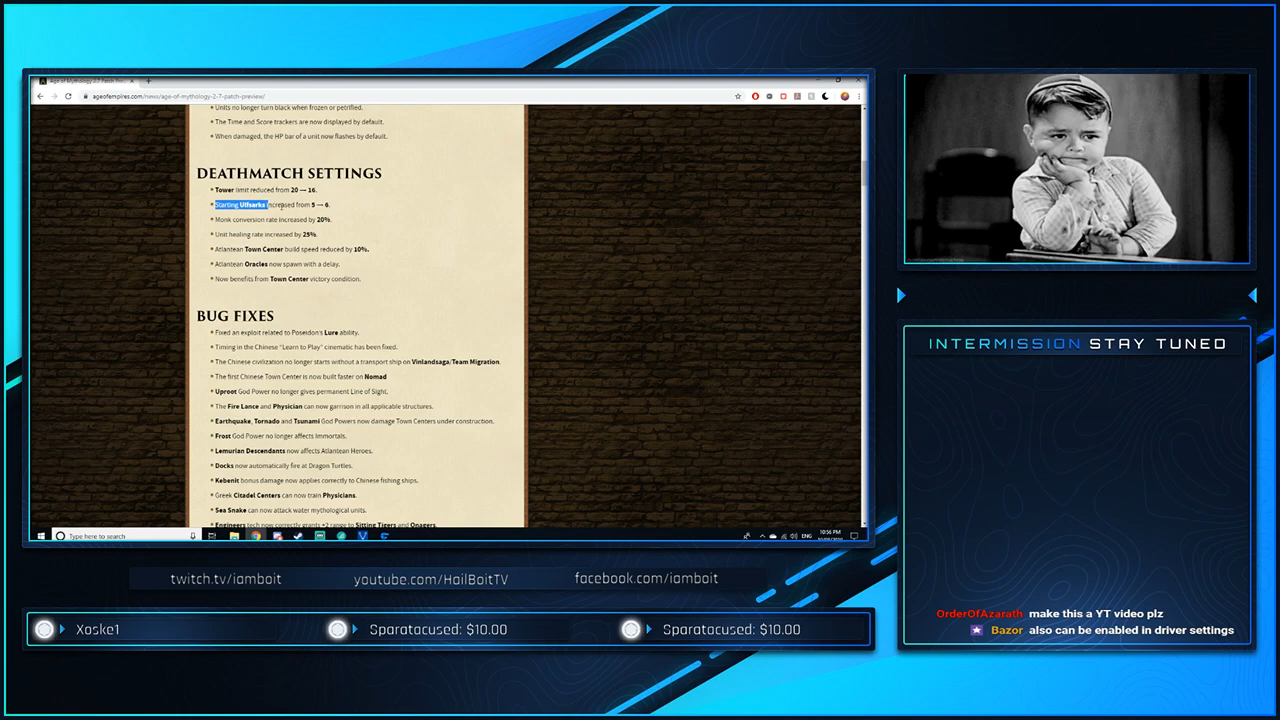 Age of Mythology 2.7 Patch Pre
ageofempires.com/news/age-of-mythology-2-7-patch-preview/
Units no longer turn black when frozen or petrified.
The Time and Score trackers are now displayed by default.
When damaged, the HP bar of a unit now flashes by default.
DEATHMATCH SETTINGS
Tower limit reduced from 20 — 16.
Starting Ulfsarks increased from 5 — 6.
Monk conversion rate increased by 20%.
Unit healing rate increased by 25%.
Atlantean Town Center build speed reduced by 10%.
Atlantean Oracles now spawn with a delay.
Now benefits from Town Center victory condition.
BUG FIXES
Fixed an exploit related to Poseidon's Lure ability.
Timing in the Chinese "Learn to Play" cinematic has been fixed.
The Chinese civilization no longer starts without a transport ship on Vinlandsaga/Team Migration.
The first Chinese Town Center is now built faster on Nomad
Uproot God Power no longer gives permanent Line of Sight.
The Fire Lance and Physician can now garrison in all applicable structures.
Earthquake, Tornado and Tsunami God Powers now damage Town Centers under construction.
Frost God Power no longer affects Immortals.
Lemurian Descendants now affects Atlantean Heroes.
Docks now automatically fire at Dragon Turtles.
Kebenit bonus damage now applies correctly to Chinese fishing ships.
Greek Citadel Centers can now train Physicians.
Sea Snake can now attack water mythological units.
Engineers tech now correctly grants +2 range to Sitting Tigers and Onagers.
Type here to search
ENG
10:56 PM
INTERMISSION STAY TUNED
OrderOfAzarath make this a YT video plz
Bazor also can be enabled in driver settings
twitch.tv/iamboit
youtube.com/HailBoitTV
facebook.com/iamboit
Xaske1
Sparatacused: $10.00
Sparatacused: $10.00